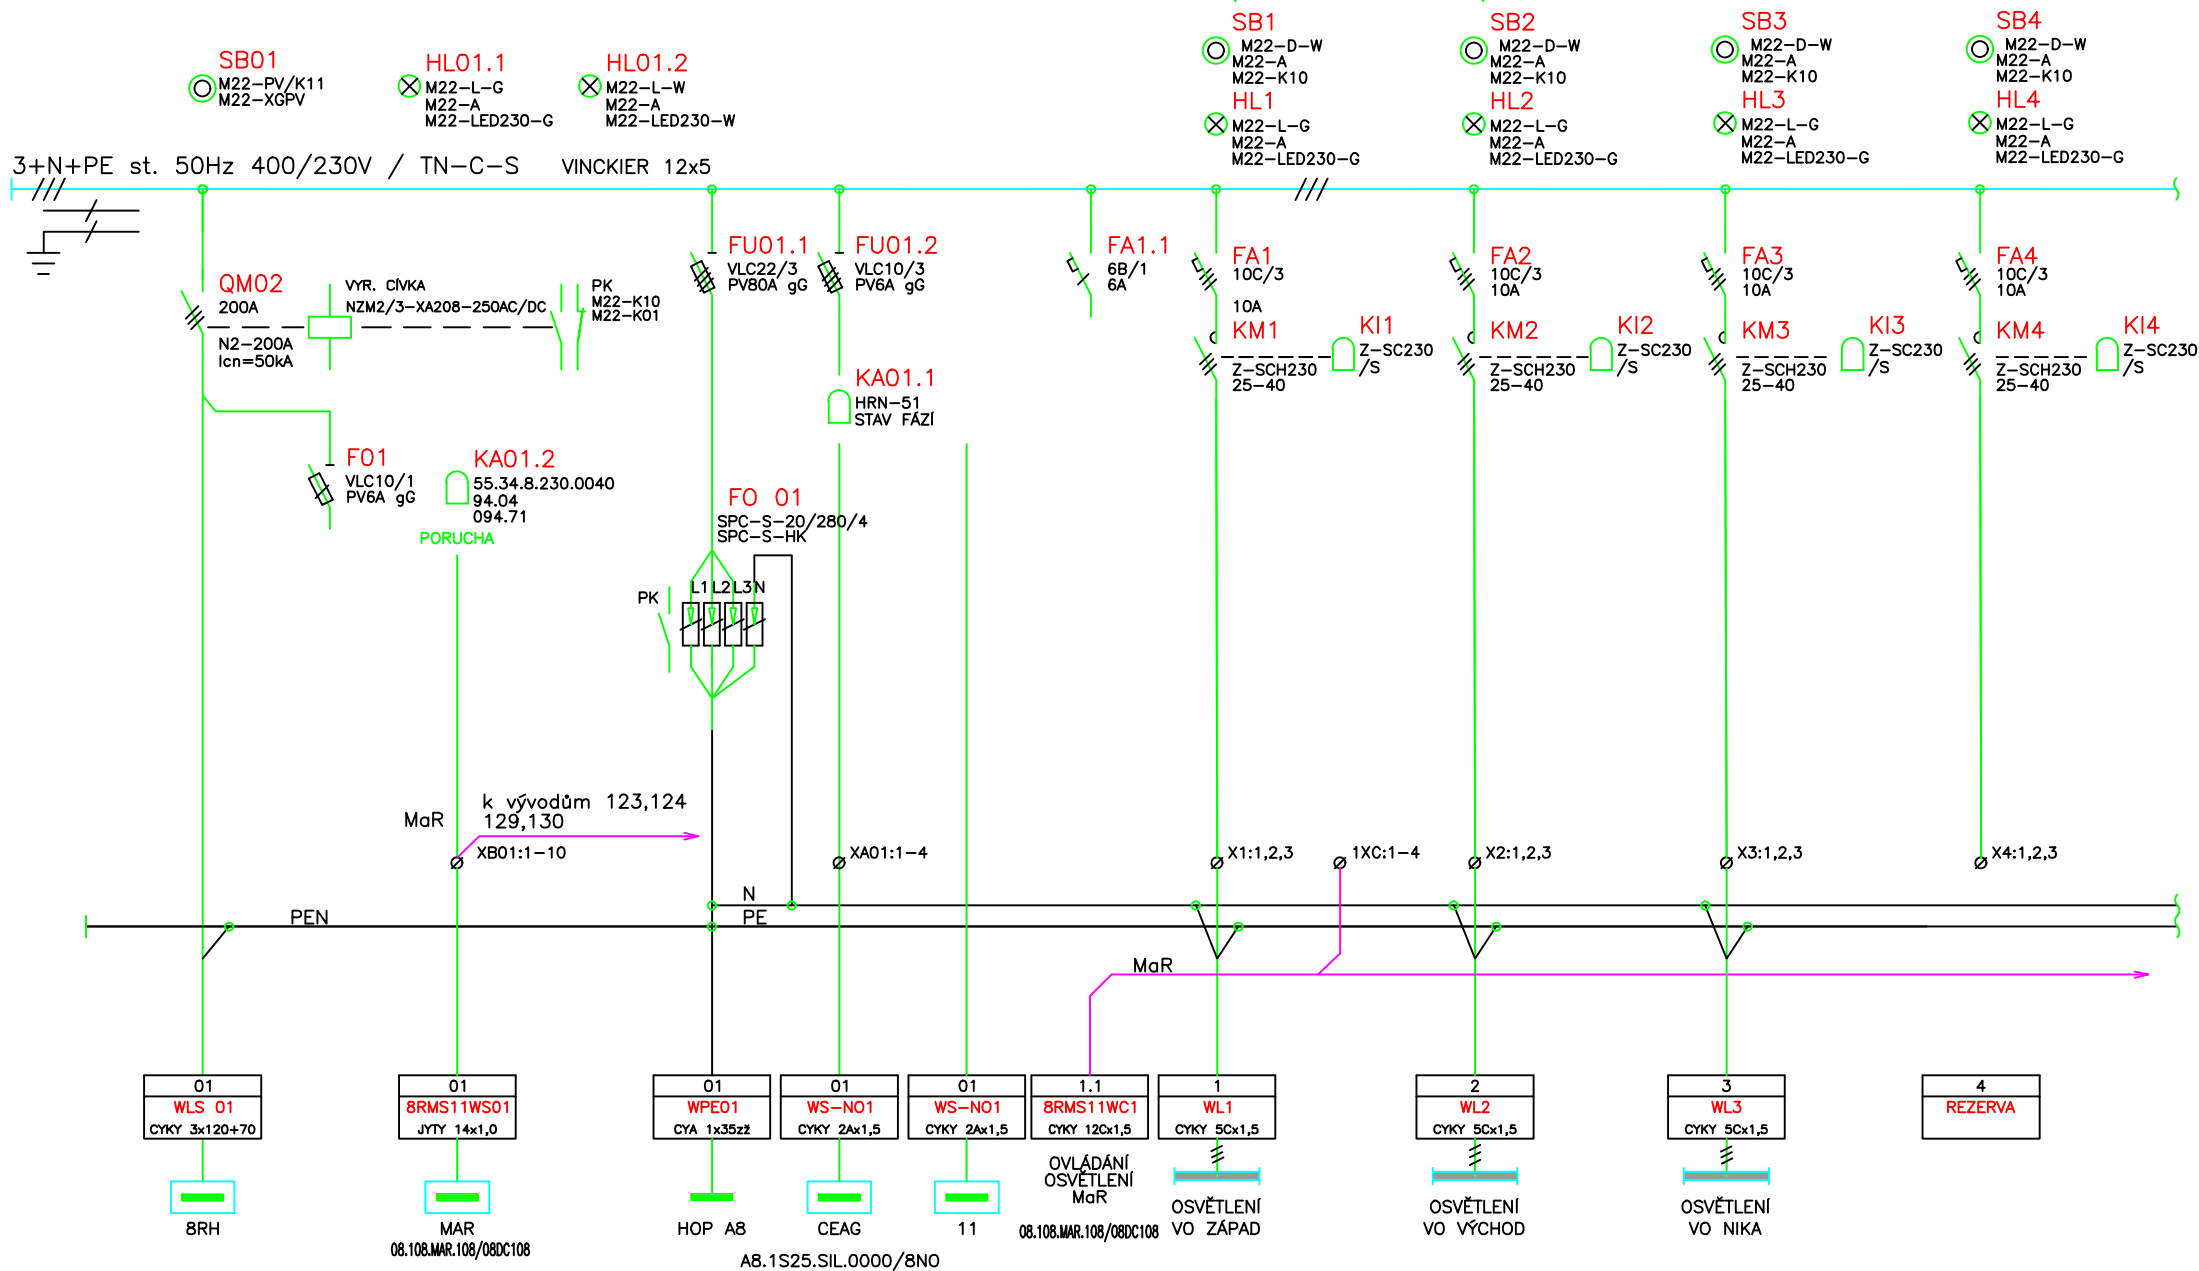 SB01
M22-PV/K11
M22-XGPV
HL01.1
M22-L-G
M22-A
M22-LED230-G
HL01.2
M22-L-W
M22-A
M22-LED230-W
SB1
M22-D-W
M22-A
M22-K10
HL1
M22-L-G
M22-A
M22-LED230-G
SB2
M22-D-W
M22-A
M22-K10
HL2
M22-L-G
M22-A
M22-LED230-G
SB3
M22-D-W
M22-A
M22-K10
HL3
M22-L-G
M22-A
M22-LED230-G
SB4
M22-D-W
M22-A
M22-K10
HL4
M22-L-G
M22-A
M22-LED230-G
3+N+PE st. 50Hz 400/230V / TN-C-S VINCKIER 12x5
QM02
200A
N2-200A
Icn=50kA
VYR. CÍVKA
NZM2/3-XA208-250AC/DC
PK
M22-K10
M22-K01
FU01.1
VLC22/3
PV80A gG
FU01.2
VLC10/3
PV6A gG
FA1.1
6B/1
6A
FA1
10C/3
10A
KM1
Z-SCH230
25-40
KI1
Z-SC230
/S
FA2
10C/3
10A
KM2
Z-SCH230
25-40
KI2
Z-SC230
/S
FA3
10C/3
10A
KM3
Z-SCH230
25-40
KI3
Z-SC230
/S
FA4
10C/3
10A
KM4
Z-SCH230
25-40
KI4
Z-SC230
/S
KA01.1
HRN-51
STAV FÁZÍ
F01
VLC10/1
PV6A gG
KA01.2
55.34.8.230.0040
94.04
094.71
PORUCHA
FO 01
SPC-S-20/280/4
SPC-S-HK
PK
L1 L2 L3 N
k vývodům 123,124
129,130
MaR
XB01:1-10
XA01:1-4
X1:1,2,3
1XC:1-4
X2:1,2,3
X3:1,2,3
X4:1,2,3
N
PEN
PE
MaR
01
WLS 01
CYKY 3x120+70
8RH
01
8RMS11WS01
JYTY 14x1,0
MAR
08.108.MAR.108/08DC108
01
WPE01
CYA 1x35zž
HOP A8
01
WS-NO1
CYKY 2Ax1,5
CEAG
01
WS-NO1
CYKY 2Ax1,5
11
A8.1S25.SIL.0000/8NO
1.1
8RMS11WC1
CYKY 12Cx1,5
OVLÁDÁNÍ
OSVĚTLENÍ
MaR
08.108.MAR.108/08DC108
1
WL1
CYKY 5Cx1,5
OSVĚTLENÍ
VO ZÁPAD
2
WL2
CYKY 5Cx1,5
OSVĚTLENÍ
VO VÝCHOD
3
WL3
CYKY 5Cx1,5
OSVĚTLENÍ
VO NIKA
4
REZERVA